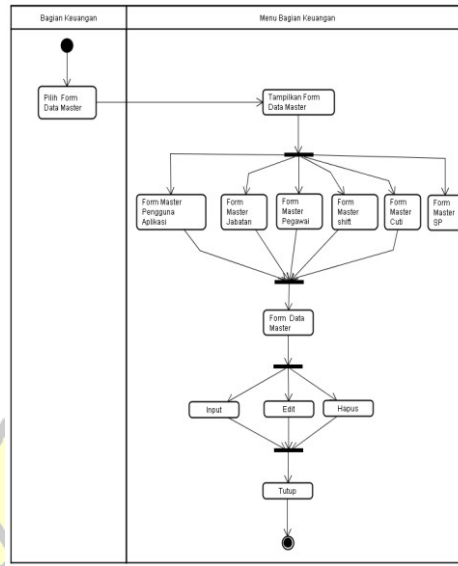 Bagian Keuangan
Menu Bagian Keuangan
Pilih Form
Data Master
Tampilkan Form
Data Master
Form Master
Pengguna
Aplikasi
Form
Master
Jabatan
Form
Master
Pegawai
Form
Master
shift
Form
Master
Cuti
Form
Master
SP
Form Data
Master
Input
Edit
Hapus
Tutup